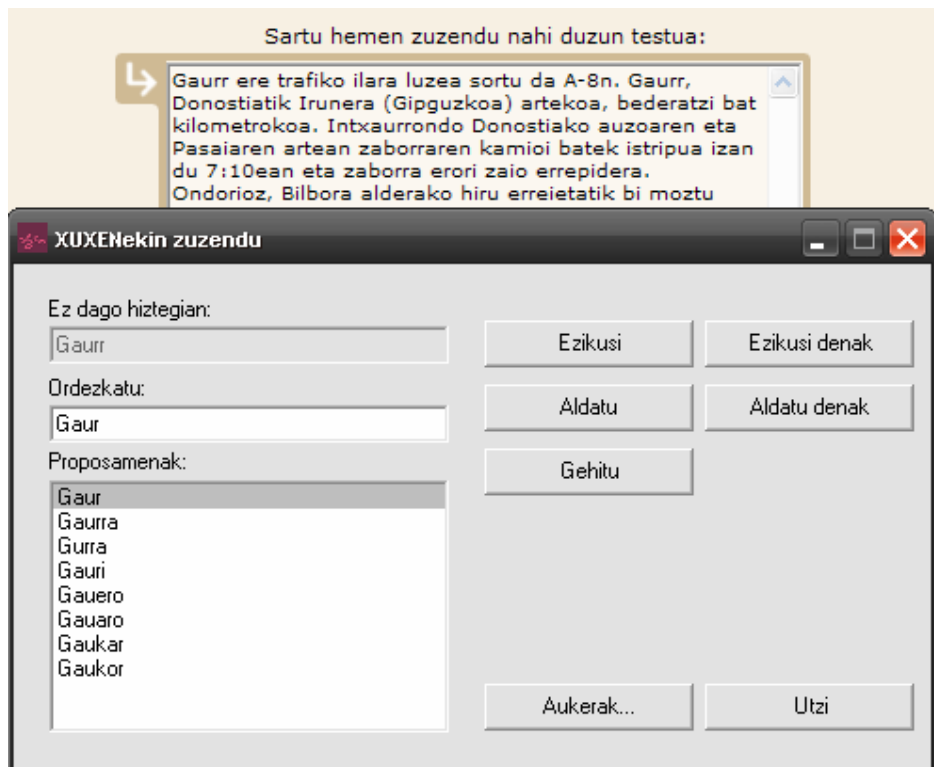 Sartu hemen zuzendu nahi duzun testua:
Gaurr ere trafiko ilara luzea sortu da A-8n. Gaurr,
Donostiatik Irunera (Gipguzkoa) artekoa, bederatzi bat
kilometrokoa. Intxaurrondo Donostiako auzoaren eta
Pasaiaren artean zaborraren kamioi batek istripua izan
du 7:10ean eta zaborra erori zaio errepidera.
Ondorioz, Bilbora alderako hiru erreietatik bi moztu
XUXENekin zuzendu
Ez dago hiztegian:
Gaurr
Ezikusi
Ezikusi denak
Ordezkatu:
Gaur
Aldatu
Aldatu denak
Proposamenak:
Gehitu
Gaur
Gaurra
Gurra
Gauri
Gauero
Gauaro
Gaukar
Gaukor
Aukerak...
Utzi